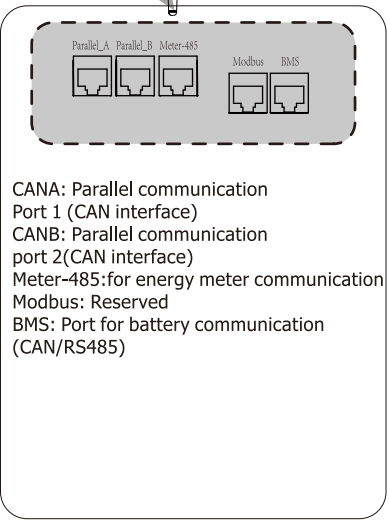 Parallel_A Parallel_B Meter-485
Modbus BMS
CANA: Parallel communication
Port 1 (CAN interface)
CANB: Parallel communication
port 2(CAN interface)
Meter-485:for energy meter communication
Modbus: Reserved
BMS: Port for battery communication
(CAN/RS485)